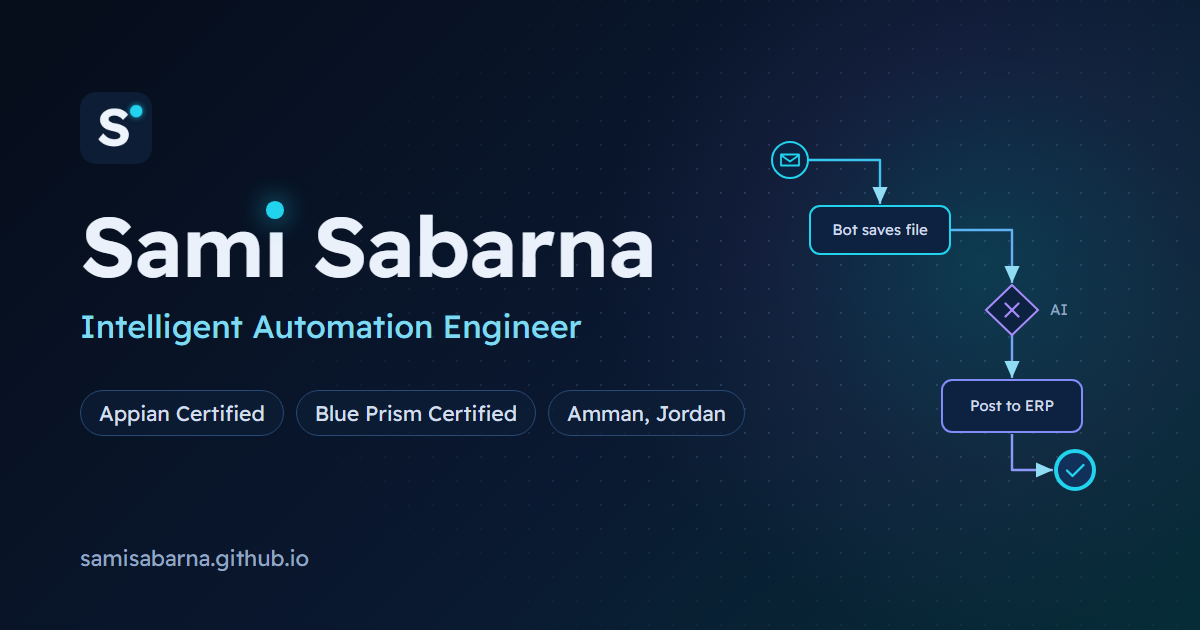 S
Sami Sabarna
Intelligent Automation Engineer
Appian Certified
Blue Prism Certified
Amman, Jordan
samisabarna.github.io
Bot saves file
AI
Post to ERP